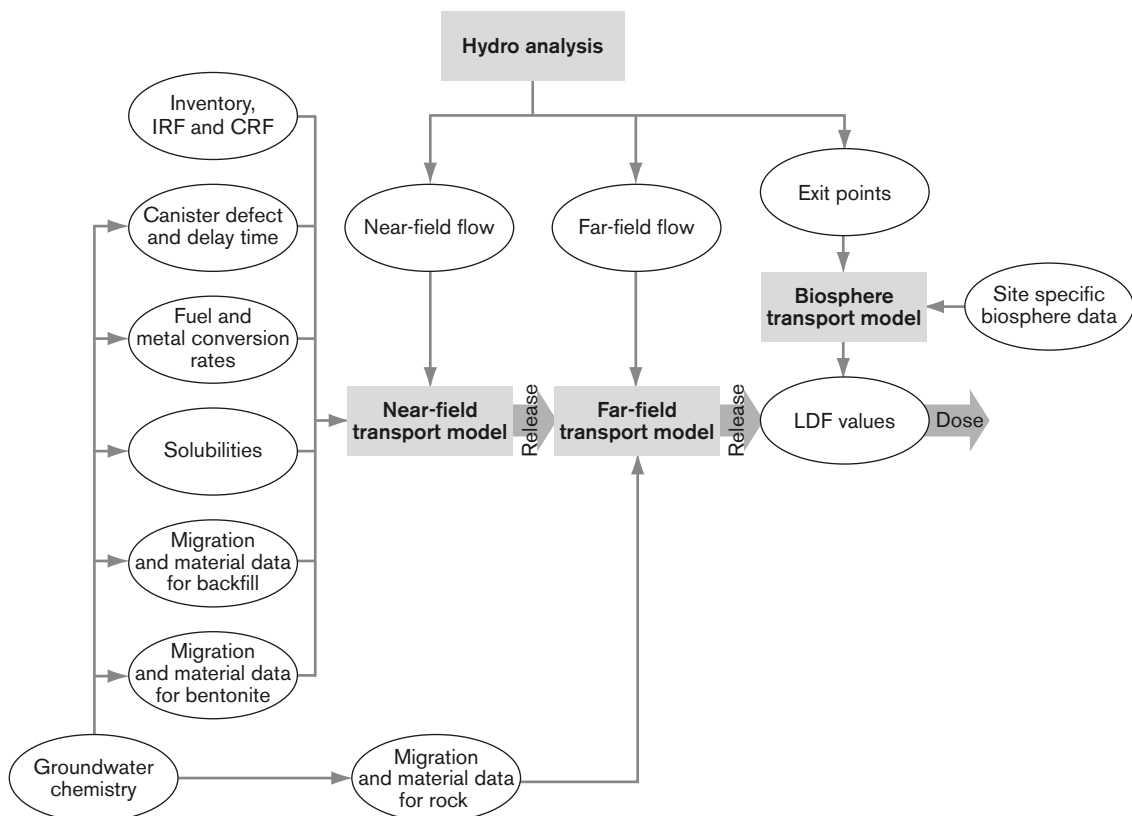 Hydro analysis
Inventory,
IRF and CRF
Canister defect
and delay time
Near-field flow
Far-field flow
Exit points
Fuel and
metal conversion
rates
Biosphere
transport model
Site specific
biosphere data
Near-field
transport model
Release
Far-field
transport model
Release
LDF values
Dose
Solubilities
Migration
and material data
for backfill
Migration
and material data
for bentonite
Groundwater
chemistry
Migration
and material data
for rock